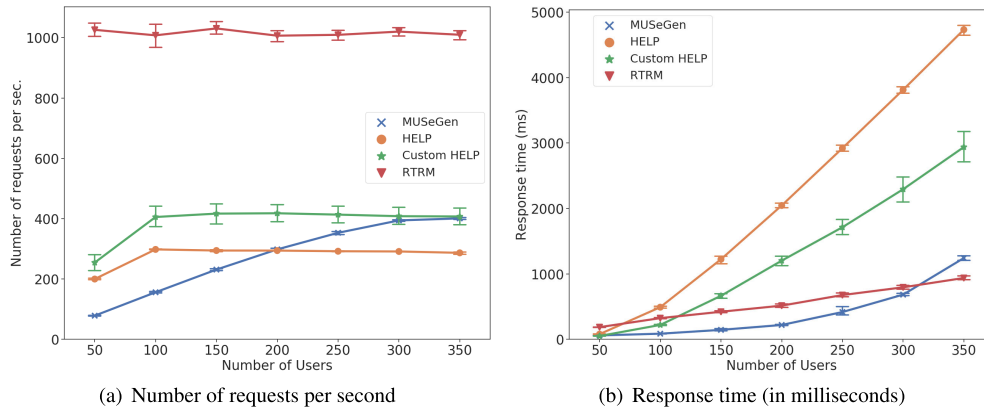 1000
800
600
400
200
0
Number of requests per sec.
MUSeGen
HELP
Custom HELP
RTRM
50 100 150 200 250 300 350
Number of Users
(a) Number of requests per second
5000
4000
3000
2000
1000
0
Response time (ms)
MUSeGen
HELP
Custom HELP
RTRM
50 100 150 200 250 300 350
Number of Users
(b) Response time (in milliseconds)